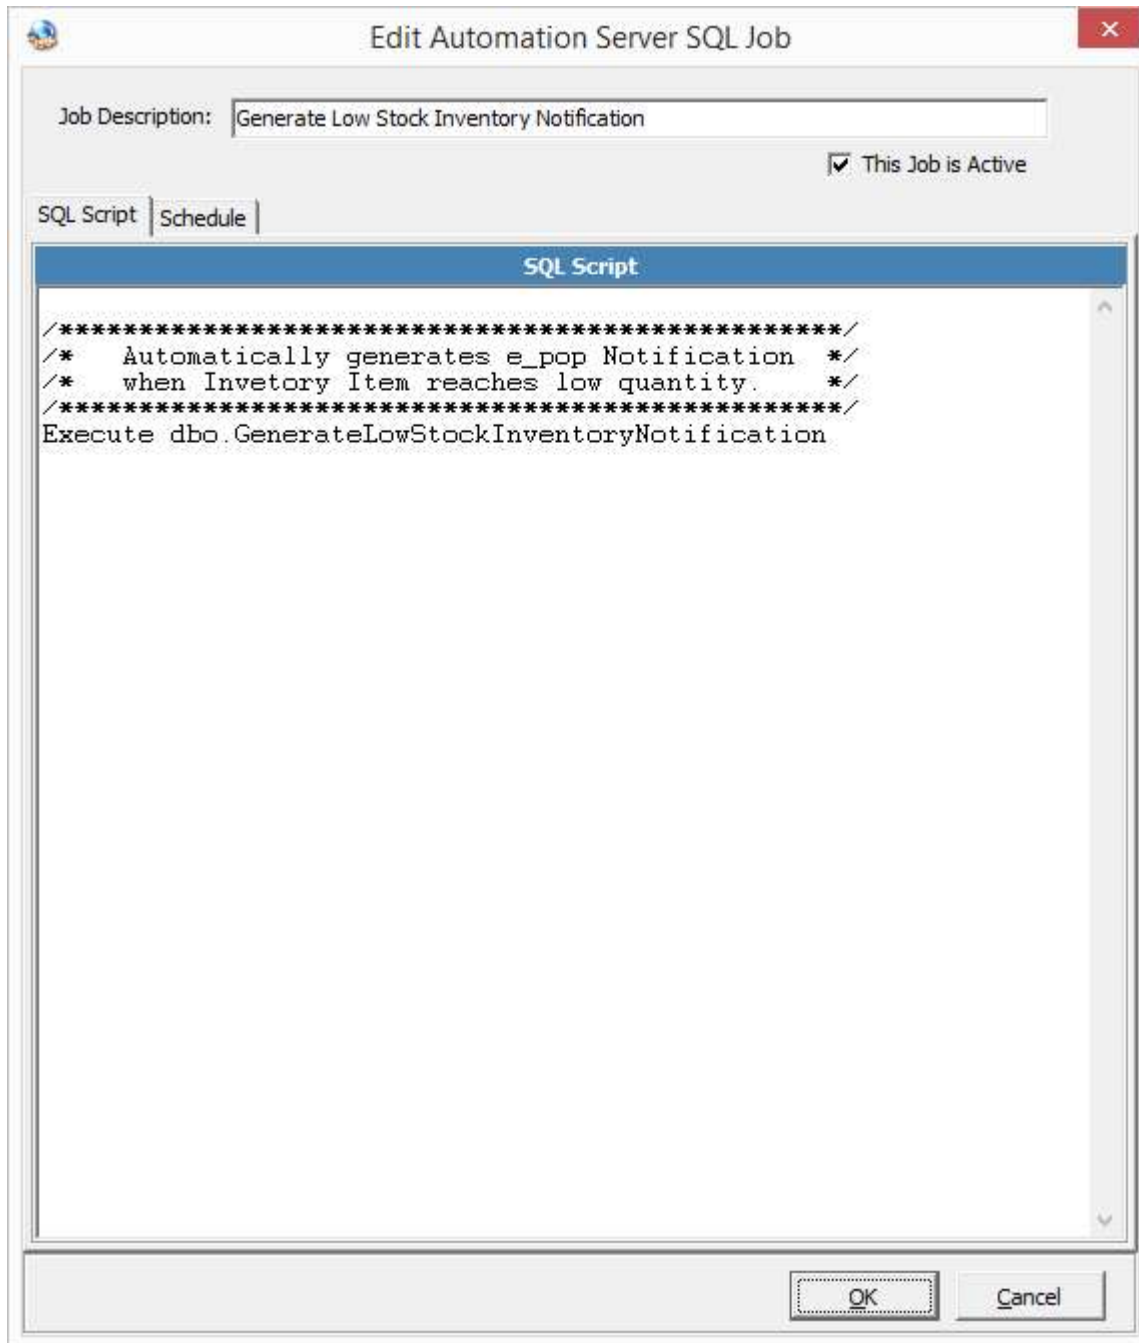 Edit Automation Server SQL Job
Job Description: Generate Low Stock Inventory Notification
This Job is Active
SQL Script Schedule
SQL Script
/*************************************************/
/*   Automatically generates e_pop Notification  */
/*   when Invetory Item reaches low quantity.    */
/*************************************************/
Execute dbo.GenerateLowStockInventoryNotification
OK Cancel